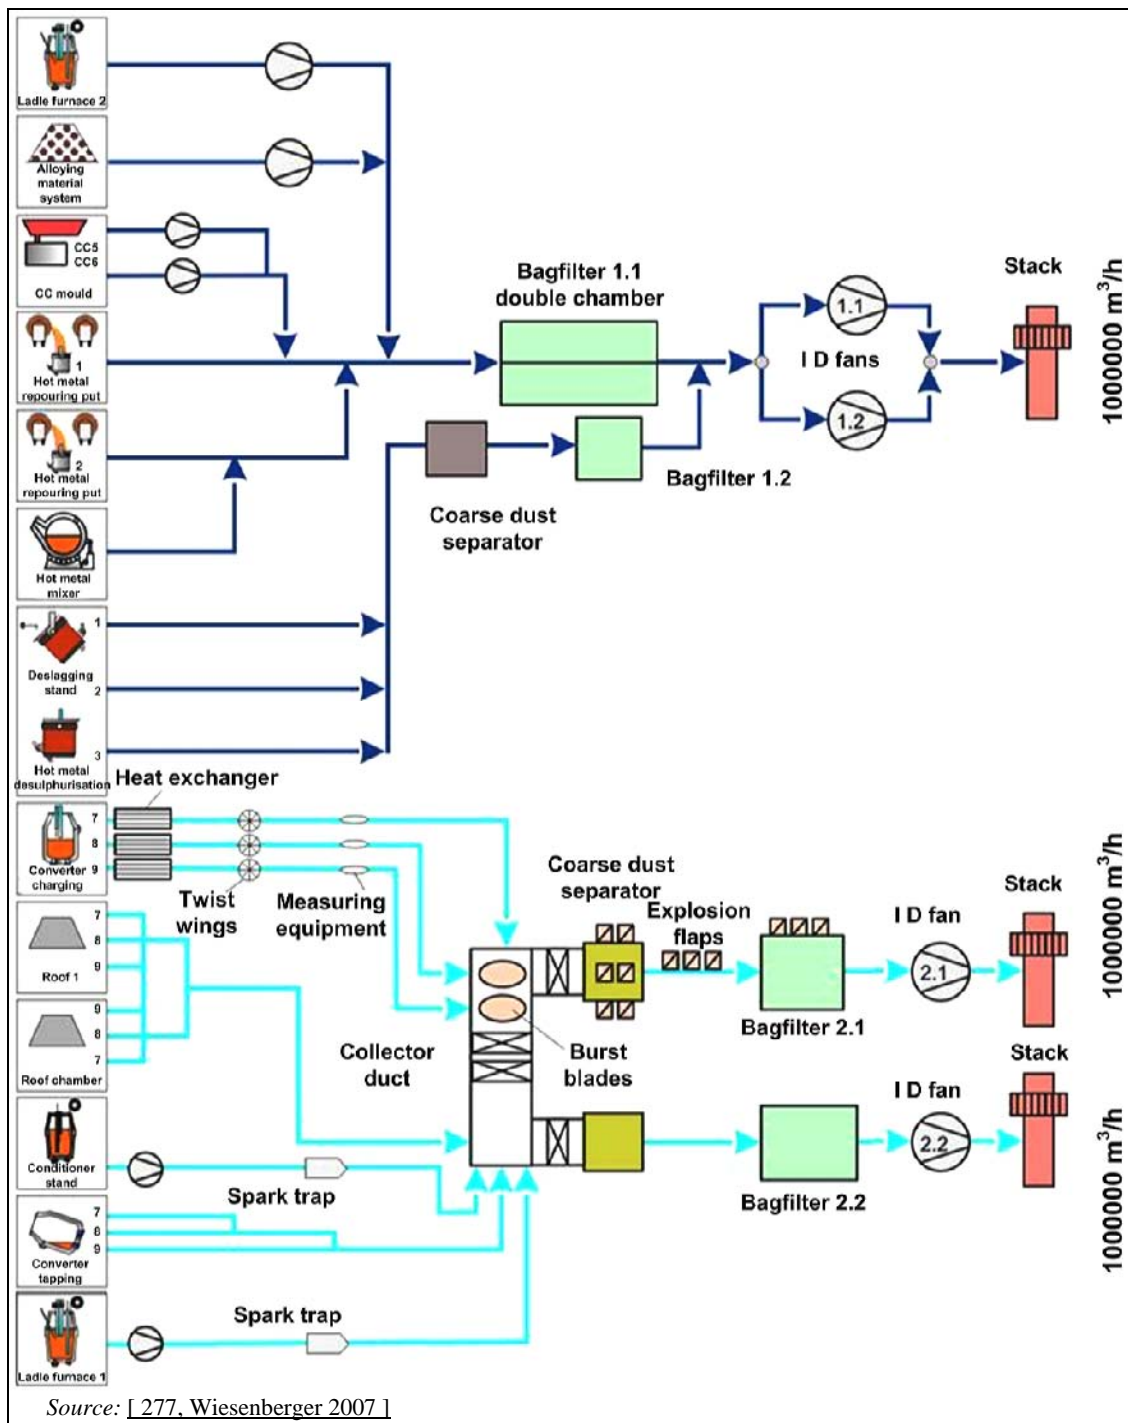 Ladle furnace 2
Alloying
material
system
CC5
CC6
CC mould
1
Hot metal
repouring put
2
Hot metal
repouring put
Hot metal
mixer
1
Deslagging
stand 2
3
Hot metal
desulphurisation
Bagfilter 1.1
double chamber
Coarse dust
separator
Bagfilter 1.2
1.1
I D fans
1.2
Stack
1000000 m³/h
Heat exchanger
7
8
9
Converter
charging
Twist
wings
Measuring
equipment
7
8
9
Roof 1
9
8
7
Roof chamber
Collector
duct
Burst
blades
Coarse dust
separator
Explosion
flaps
Bagfilter 2.1
I D fan
2.1
Stack
1000000 m³/h
Bagfilter 2.2
I D fan
2.2
Stack
1000000 m³/h
Conditioner
stand
Spark trap
7
8
9
Converter
tapping
Spark trap
Ladle furnace 1
Source: [ 277, Wiesenberger 2007 ]